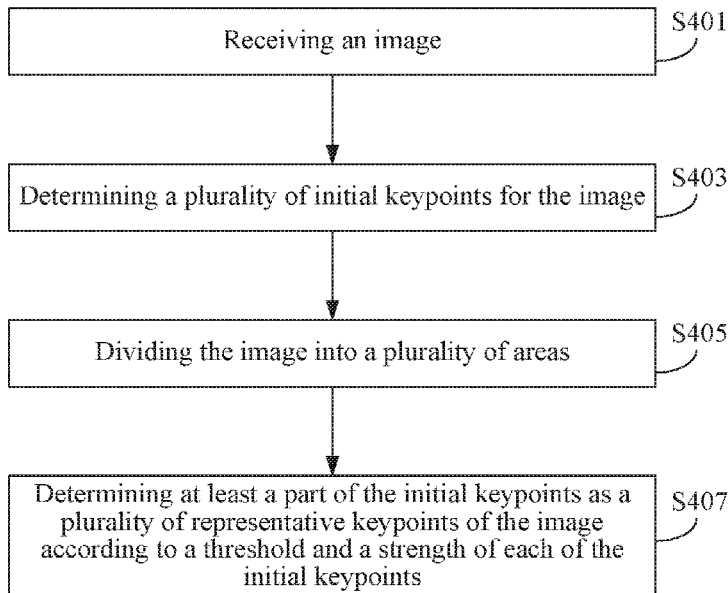 Receiving an image
S401
Determining a plurality of initial keypoints for the image
S403
Dividing the image into a plurality of areas
S405
Determining at least a part of the initial keypoints as a
plurality of representative keypoints of the image
according to a threshold and a strength of each of the
initial keypoints
S407